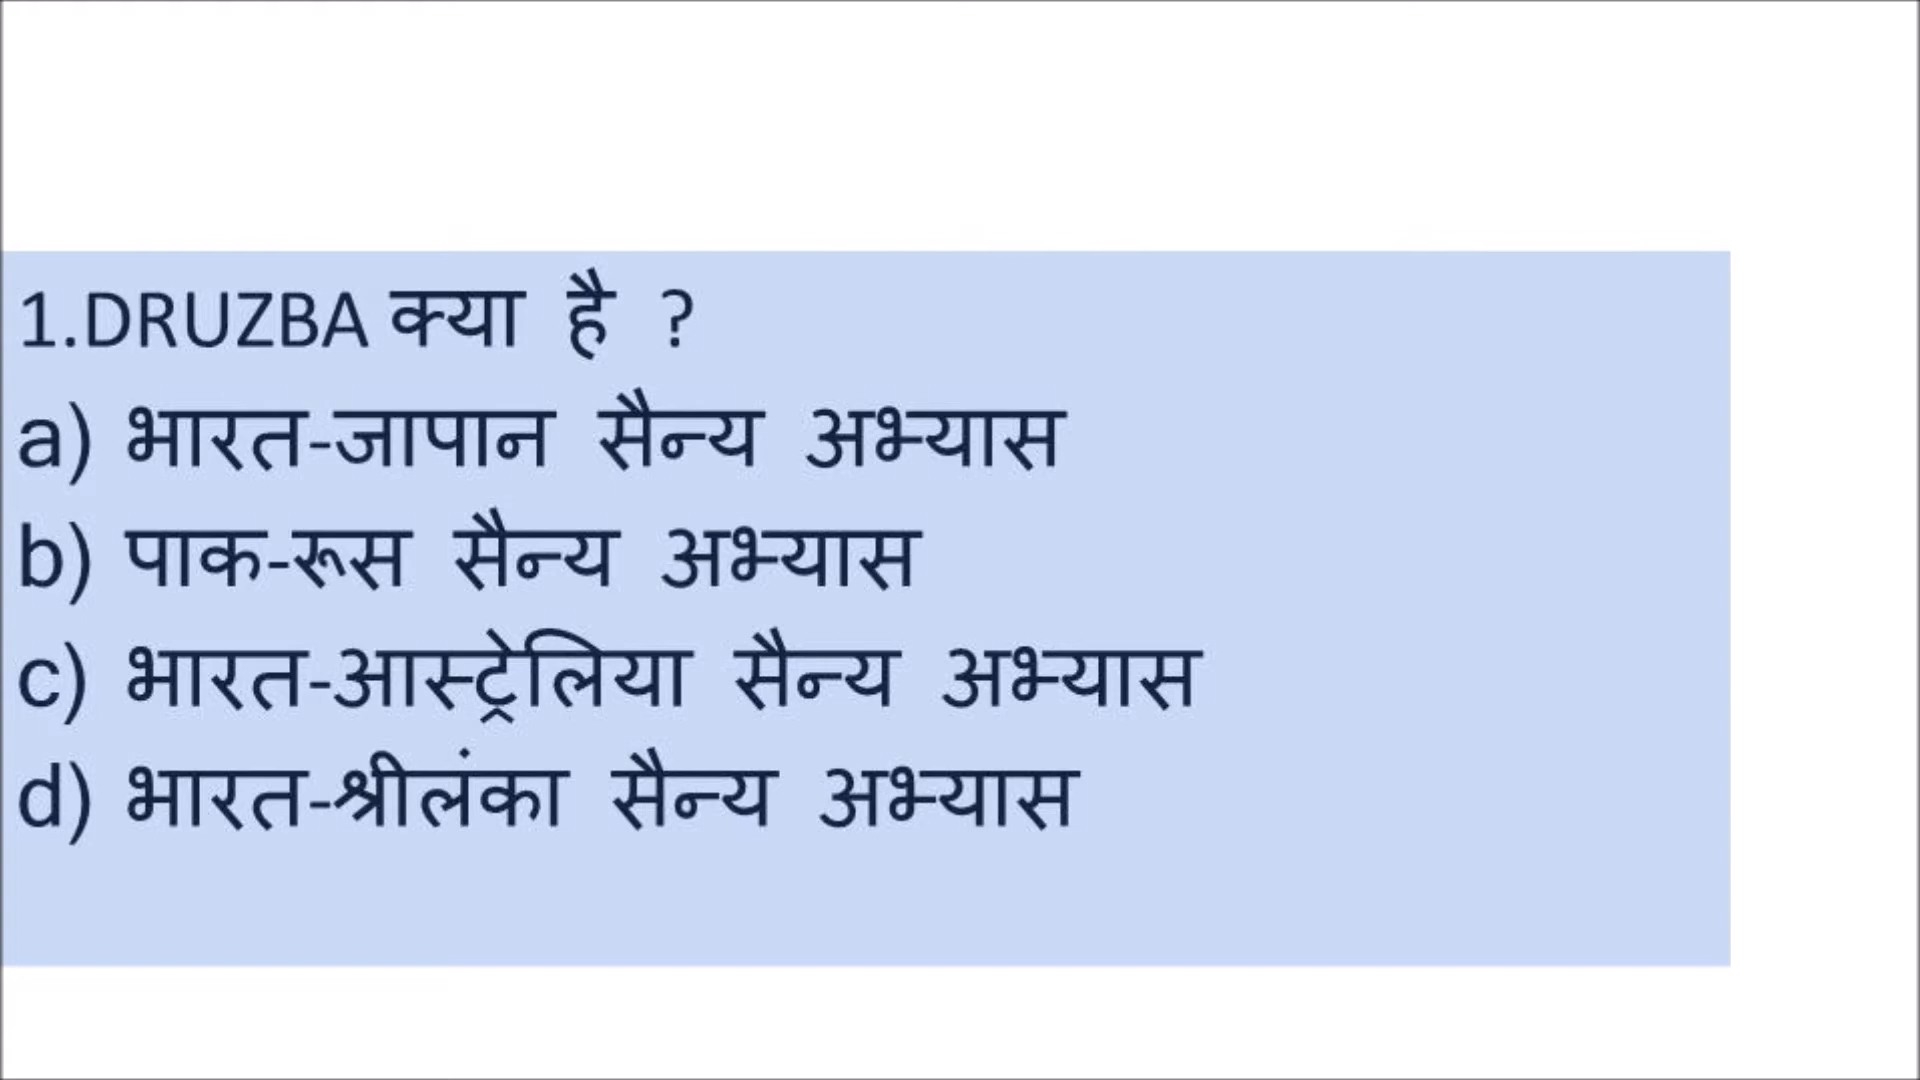 1.DRUZBA क्या है ?
a) भारत-जापान सैन्य अभ्यास
b) पाक-रूस सैन्य अभ्यास
c) भारत-आस्ट्रेलिया सैन्य अभ्यास
d) भारत-श्रीलंका सैन्य अभ्यास